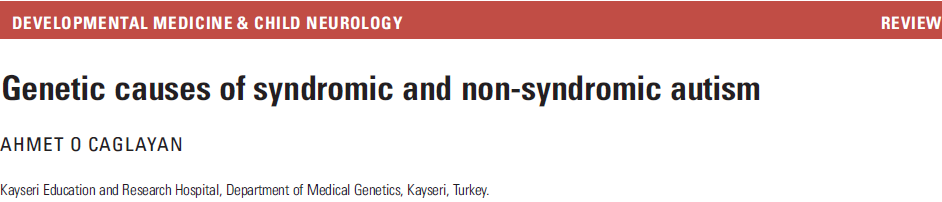 DEVELOPMENTAL MEDICINE & CHILD NEUROLOGY REVIEW
Genetic causes of syndromic and non-syndromic autism
AHMET O CAGLAYAN
Kayseri Education and Research Hospital, Department of Medical Genetics, Kayseri, Turkey.